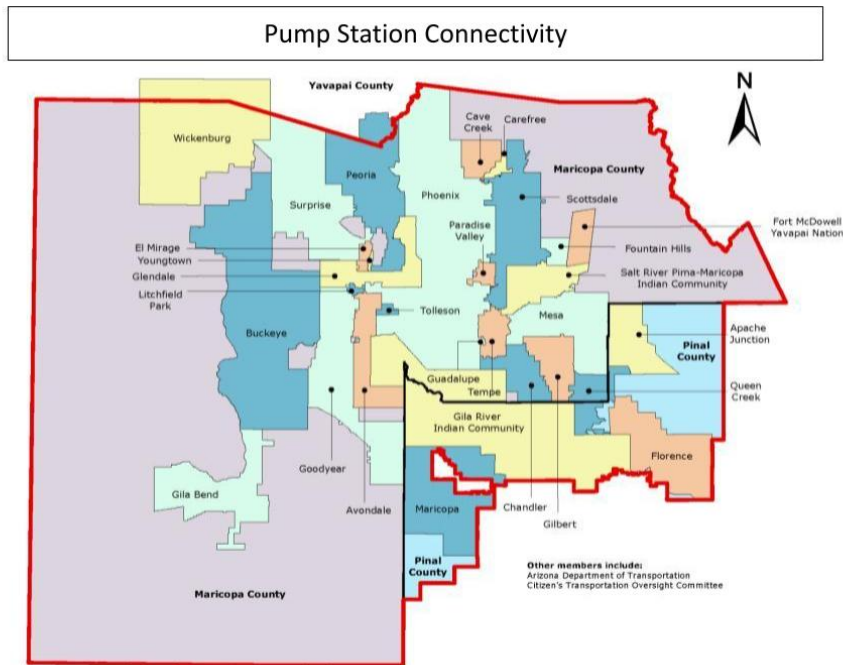 Pump Station Connectivity
Yavapai County
N
Wickenburg
Cave
Creek
Carefree
Peoria
Maricopa County
Phoenix
Scottsdale
Surprise
Fort McDowell
Yavapai Nation
Paradise
Valley
El Mirage
Fountain Hills
Youngtown
Salt River Pima-Maricopa
Indian Community
Glendale
Litchfield
Park
Tolleson
Mesa
Buckeye
Apache
Junction
Pinal
County
Guadalupe
Tempe
Queen
Creek
Gila River
Indian Community
Florence
Goodyear
Gila Bend
Avondale
Maricopa
Chandler
Gilbert
Pinal
County
Other members include:
Arizona Department of Transportation
Citizen's Transportation Oversight Committee
Maricopa County